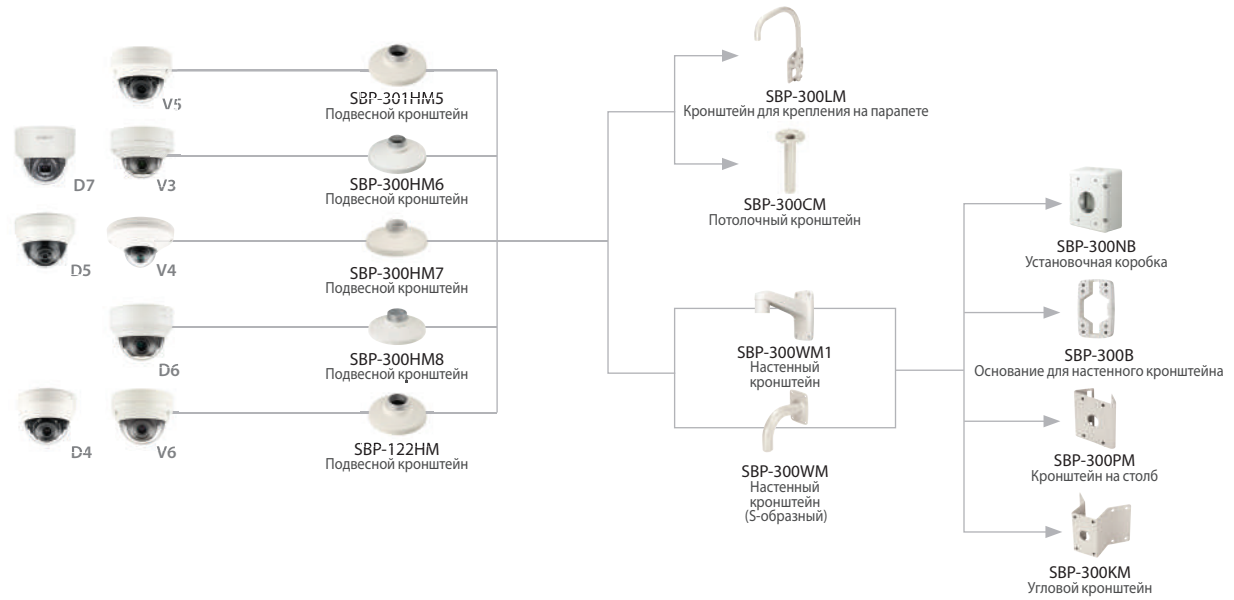 V5
SBP-301HM5
Подвесной кронштейн
D7
V3
SBP-300HM6
Подвесной кронштейн
D5
V4
SBP-300HM7
Подвесной кронштейн
D6
SBP-300HM8
Подвесной кронштейн
D4
V6
SBP-122HM
Подвесной кронштейн
SBP-300LM
Кронштейн для крепления на парапете
SBP-300CM
Потолочный кронштейн
SBP-300WM1
Настенный
кронштейн
SBP-300WM
Настенный
кронштейн
(S-образный)
SBP-300NB
Установочная коробка
SBP-300B
Основание для настенного кронштейна
SBP-300PM
Кронштейн на столб
SBP-300KM
Угловой кронштейн